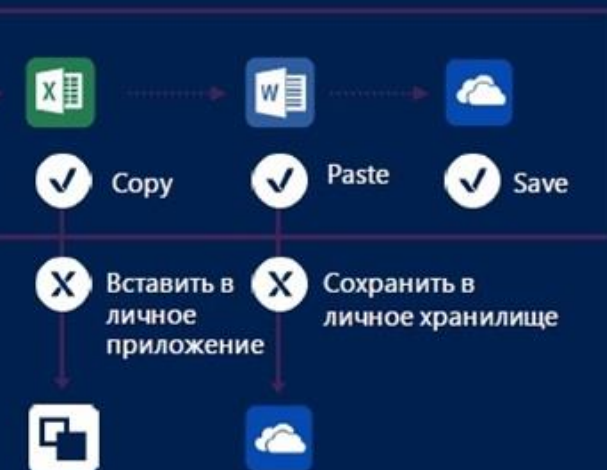 Copy
Paste
Save
Вставить в
личное
приложение
Сохранить в
личное хранилище